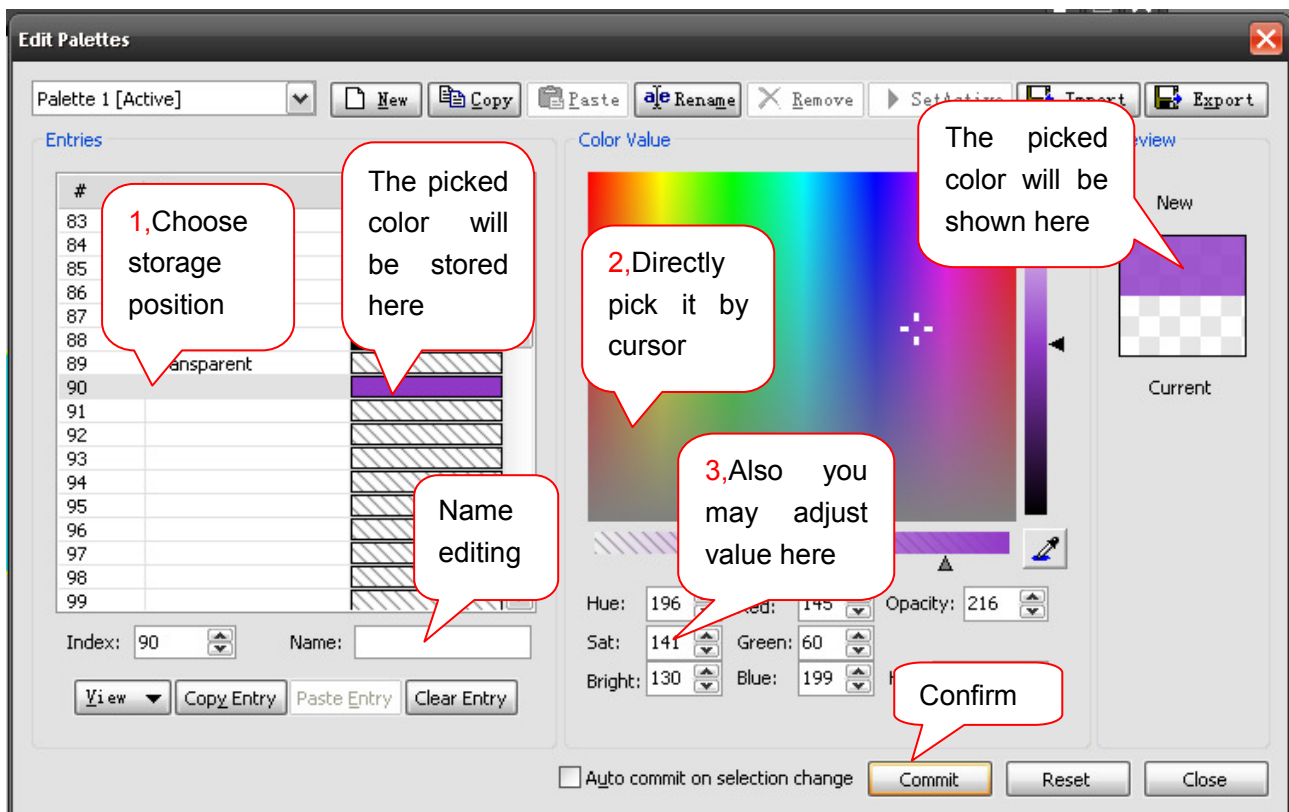 Edit Palettes
Palette 1 [Active]
New
Copy
Paste
Rename
Remove
SetActive
Import
Export
Entries
Color Value
#
83
84
85
86
87
88
89
90
91
92
93
94
95
96
97
98
99
ansparent
1,Choose
storage
position
The picked
color will
be stored
here
2,Directly
pick it by
cursor
The picked
color will be
shown here
New
Current
3,Also you
may adjust
value here
Name
editing
Index: 90
Name:
View
Copy Entry
Paste Entry
Clear Entry
Hue: 196
145
Opacity: 216
Sat: 141
Green: 60
Bright: 130
Blue: 199
Confirm
Auto commit on selection change
Commit
Reset
Close